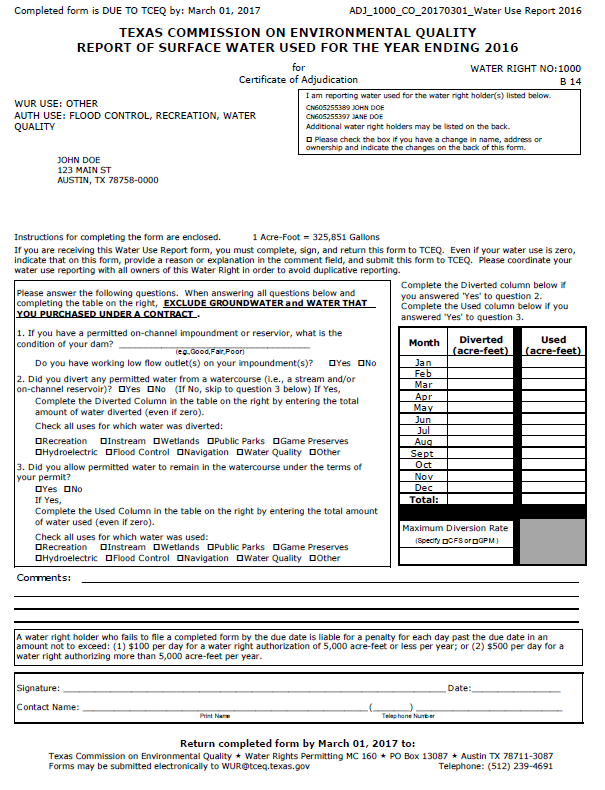 Completed form is DUE TO TCEQ by: March 01, 2017
ADJ_1000_CO_20170301_Water Use Report 2016
TEXAS COMMISSION ON ENVIRONMENTAL QUALITY
REPORT OF SURFACE WATER USED FOR THE YEAR ENDING 2016
for
Certificate of Adjudication
WATER RIGHT NO:1000
B 14
WUR USE: OTHER
AUTH USE: FLOOD CONTROL, RECREATION, WATER
QUALITY
I am reporting water used for the water right holder(s) listed below.
CN605255389 JOHN DOE
CN605255397 JANE DOE
Additional water right holders may be listed on the back.
☐ Please check the box if you have a change in name, address or
ownership and indicate the changes on the back of this form.
JOHN DOE
123 MAIN ST
AUSTIN, TX 78758-0000
Instructions for completing the form are enclosed. 1 Acre-Foot = 325,851 Gallons
If you are receiving this Water Use Report form, you must complete, sign, and return this form to TCEQ. Even if your water use is zero,
indicate that on this form, provide a reason or explanation in the comment field, and submit this form to TCEQ. Please coordinate your
water use reporting with all owners of this Water Right in order to avoid duplicative reporting.
Please answer the following questions. When answering all questions below and
completing the table on the right, EXCLUDE GROUNDWATER and WATER THAT
YOU PURCHASED UNDER A CONTRACT .
1. If you have a permitted on-channel impoundment or reservior, what is the
condition of your dam? ______________________________
(eg,Good,Fair,Poor)
Do you have working low flow outlet(s) on your impoundment(s)? ☐Yes ☐No
2. Did you divert any permitted water from a watercourse (i.e., a stream and/or
on-channel reservoir)? ☐Yes ☐No (If No, skip to question 3 below) If Yes,
Complete the Diverted Column in the table on the right by entering the total
amount of water diverted (even if zero).
Check all uses for which water was diverted:
☐Recreation ☐Instream ☐Wetlands ☐Public Parks ☐Game Preserves
☐Hydroelectric ☐Flood Control ☐Navigation ☐Water Quality ☐Other
3. Did you allow permitted water to remain in the watercourse under the terms of
your permit?
☐Yes ☐No
If Yes,
Complete the Used Column in the table on the right by entering the total amount
of water used (even if zero).
Check all uses for which water was used:
☐Recreation ☐Instream ☐Wetlands ☐Public Parks ☐Game Preserves
☐Hydroelectric ☐Flood Control ☐Navigation ☐Water Quality ☐Other
Complete the Diverted column below if
you answered 'Yes' to question 2.
Complete the Used column below if you
answered 'Yes' to question 3.
Month Diverted (acre-feet) Used (acre-feet)
Jan
Feb
Mar
Apr
May
Jun
Jul
Aug
Sept
Oct
Nov
Dec
Total:
Maximum Diversion Rate
(Specify ☐CFS or ☐GPM )
Comments:
A water right holder who fails to file a completed form by the due date is liable for a penalty for each day past the due date in an
amount not to exceed: (1) $100 per day for a water right authorization of 5,000 acre-feet or less per year; or (2) $500 per day for a
water right authorizing more than 5,000 acre-feet per year.
Signature: ______________________________ Date:______________
Contact Name: ______________________________(______)______________
Print Name Telephone Number
Return completed form by March 01, 2017 to:
Texas Commission on Environmental Quality ★ Water Rights Permitting MC 160 ★ PO Box 13087 ★ Austin TX 78711-3087
Forms may be submitted electronically to WUR@tceq.texas.gov Telephone: (512) 239-4691